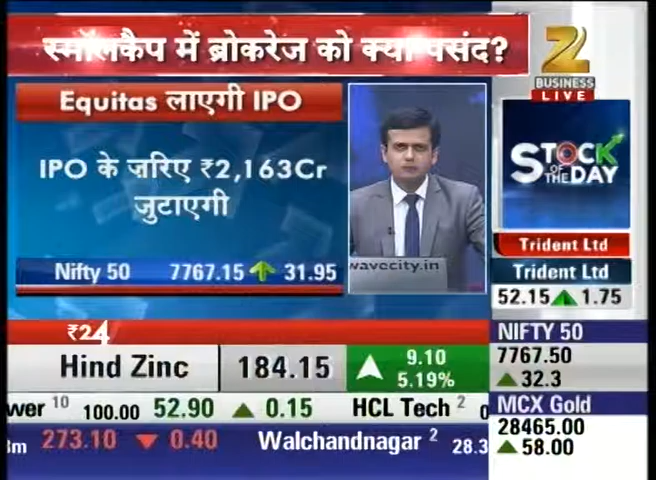 स्मॉलकैप में ब्रोकरेज को क्या पसंद?
Z
BUSINESS
LIVE
Equitas लाएगी IPO
IPO के ज़रिए ₹2,163Cr
जुटाएगी
Nifty 50 7767.15 31.95
wavecity.in
STOCK
OF THE DAY
Trident Ltd
Trident Ltd
52.15 1.75
₹24
Hind Zinc 184.15 9.10
5.19%
NIFTY 50
7767.50
32.3
MCX Gold
28465.00
58.00
wer 10 100.00 52.90 0.15 HCL Tech 2
3m 273.10 0.40 Walchandnagar 2 28.3